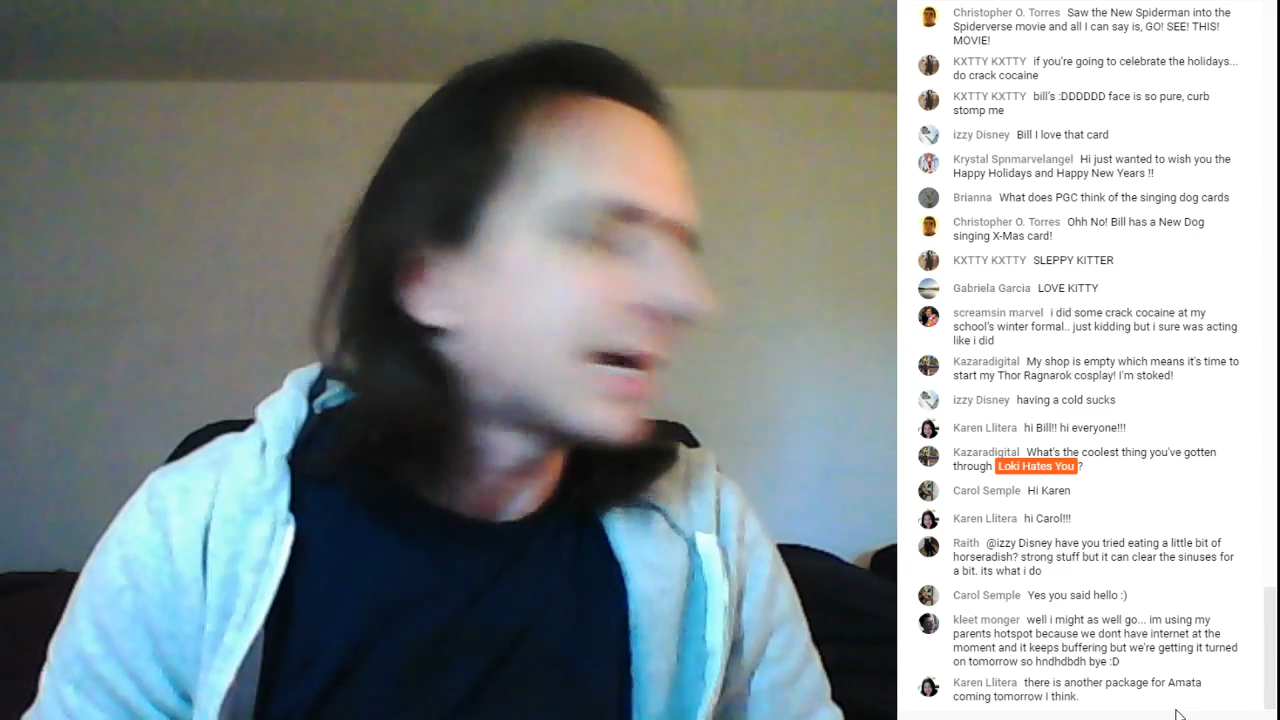 Christopher O. Torres Saw the New Spiderman into the
Spiderverse movie and all I can say is, GO! SEE! THIS!
MOVIE!
KXTTY KXTTY if you're going to celebrate the holidays...
do crack cocaine
KXTTY KXTTY bill's :DDDDDD face is so pure, curb
stomp me
izzy Disney Bill I love that card
Krystal Spnmarvelangel Hi just wanted to wish you the
Happy Holidays and Happy New Years !!
Brianna What does PGC think of the singing dog cards
Christopher O. Torres Ohh No! Bill has a New Dog
singing X-Mas card!
KXTTY KXTTY SLEPPY KITTER
Gabriela Garcia LOVE KITTY
screamsin marvel i did some crack cocaine at my
school's winter formal.. just kidding but i sure was acting
like i did
Kazaradigital My shop is empty which means it's time to
start my Thor Ragnarok cosplay! I'm stoked!
izzy Disney having a cold sucks
Karen Llitera hi Bill!! hi everyone!!!
Kazaradigital What's the coolest thing you've gotten
through Loki Hates You ?
Carol Semple Hi Karen
Karen Llitera hi Carol!!!
Raith @izzy Disney have you tried eating a little bit of
horseradish? strong stuff but it can clear the sinuses for
a bit. its what i do
Carol Semple Yes you said hello :)
kleet monger well i might as well go... im using my
parents hotspot because we dont have internet at the
moment and it keeps buffering but we're getting it turned
on tomorrow so hndhdbdh bye :D
Karen Llitera there is another package for Amata
coming tomorrow I think.